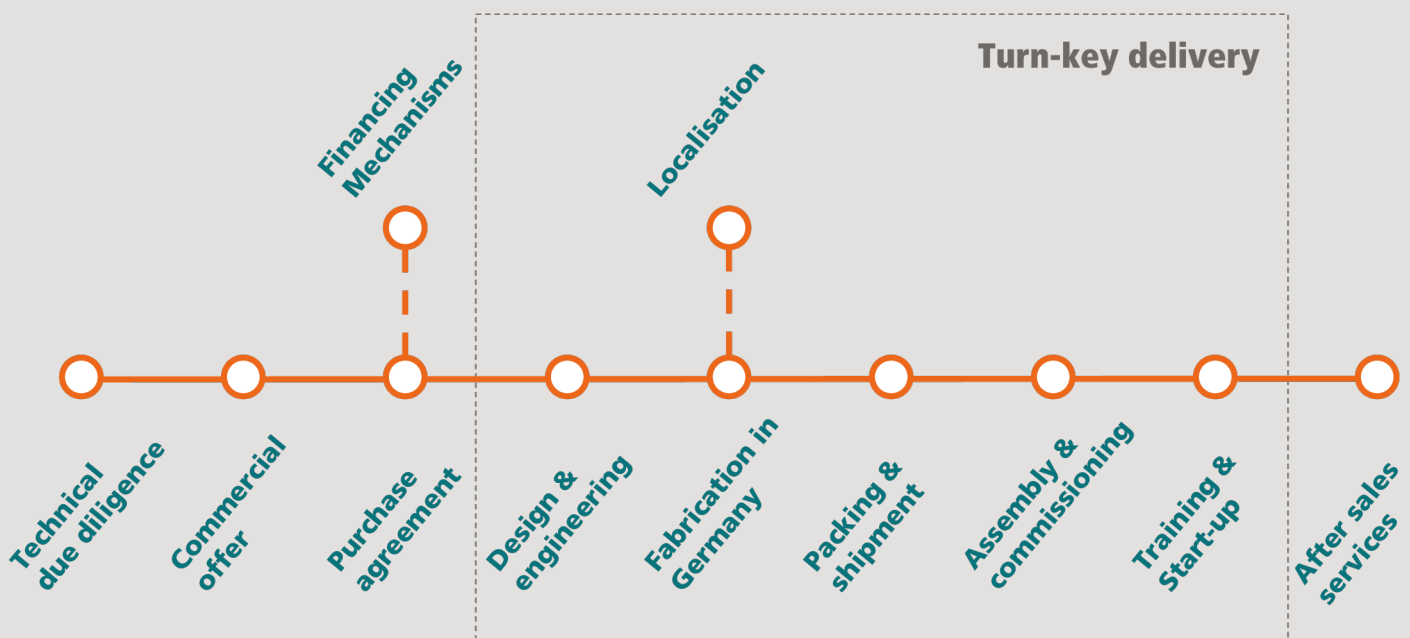 Turn-key delivery
Financing
Mechanisms
Localisation
Technical
due diligence
Commercial
offer
Purchase
agreement
Design &
engineering
Fabrication in
Germany
Packing &
shipment
Assembly &
commissioning
Training &
Start-up
After sales
services